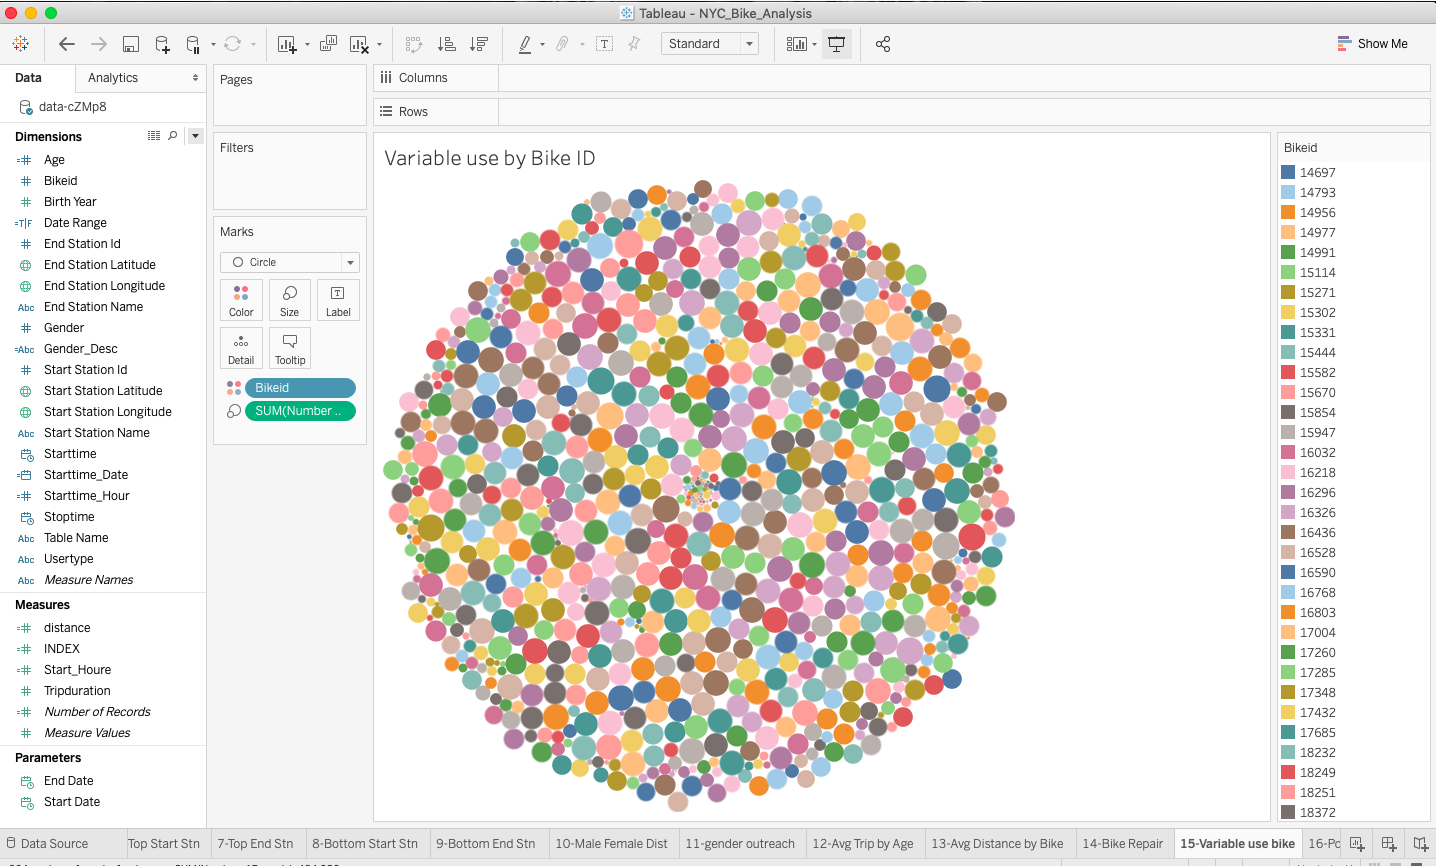 Tableau - NYC_Bike_Analysis
Standard
Show Me
Data
Analytics
data-cZMp8
Dimensions
Age
Bikeid
Birth Year
=T|F Date Range
End Station Id
End Station Latitude
End Station Longitude
Abc End Station Name
Gender
=Abc Gender_Desc
Start Station Id
Start Station Latitude
Start Station Longitude
Abc Start Station Name
Starttime
Starttime_Date
Starttime_Hour
Stoptime
Abc Table Name
Abc Usertype
Abc Measure Names
Measures
distance
INDEX
Start_Houre
Tripduration
Number of Records
Measure Values
Parameters
End Date
Start Date
Pages
Filters
Marks
Circle
Color
Size
Label
Detail
Tooltip
Bikeid
SUM(Number ..
Columns
Rows
Variable use by Bike ID
Bikeid
14697
14793
14956
14977
14991
15114
15271
15302
15331
15444
15582
15670
15854
15947
16032
16218
16296
16326
16436
16528
16590
16768
16803
17004
17260
17285
17348
17432
17685
18232
18249
18251
18372
Data Source
Top Start Stn
7-Top End Stn
8-Bottom Start Stn
9-Bottom End Stn
10-Male Female Dist
11-gender outreach
12-Avg Trip by Age
13-Avg Distance by Bike
14-Bike Repair
15-Variable use bike
16-Pc